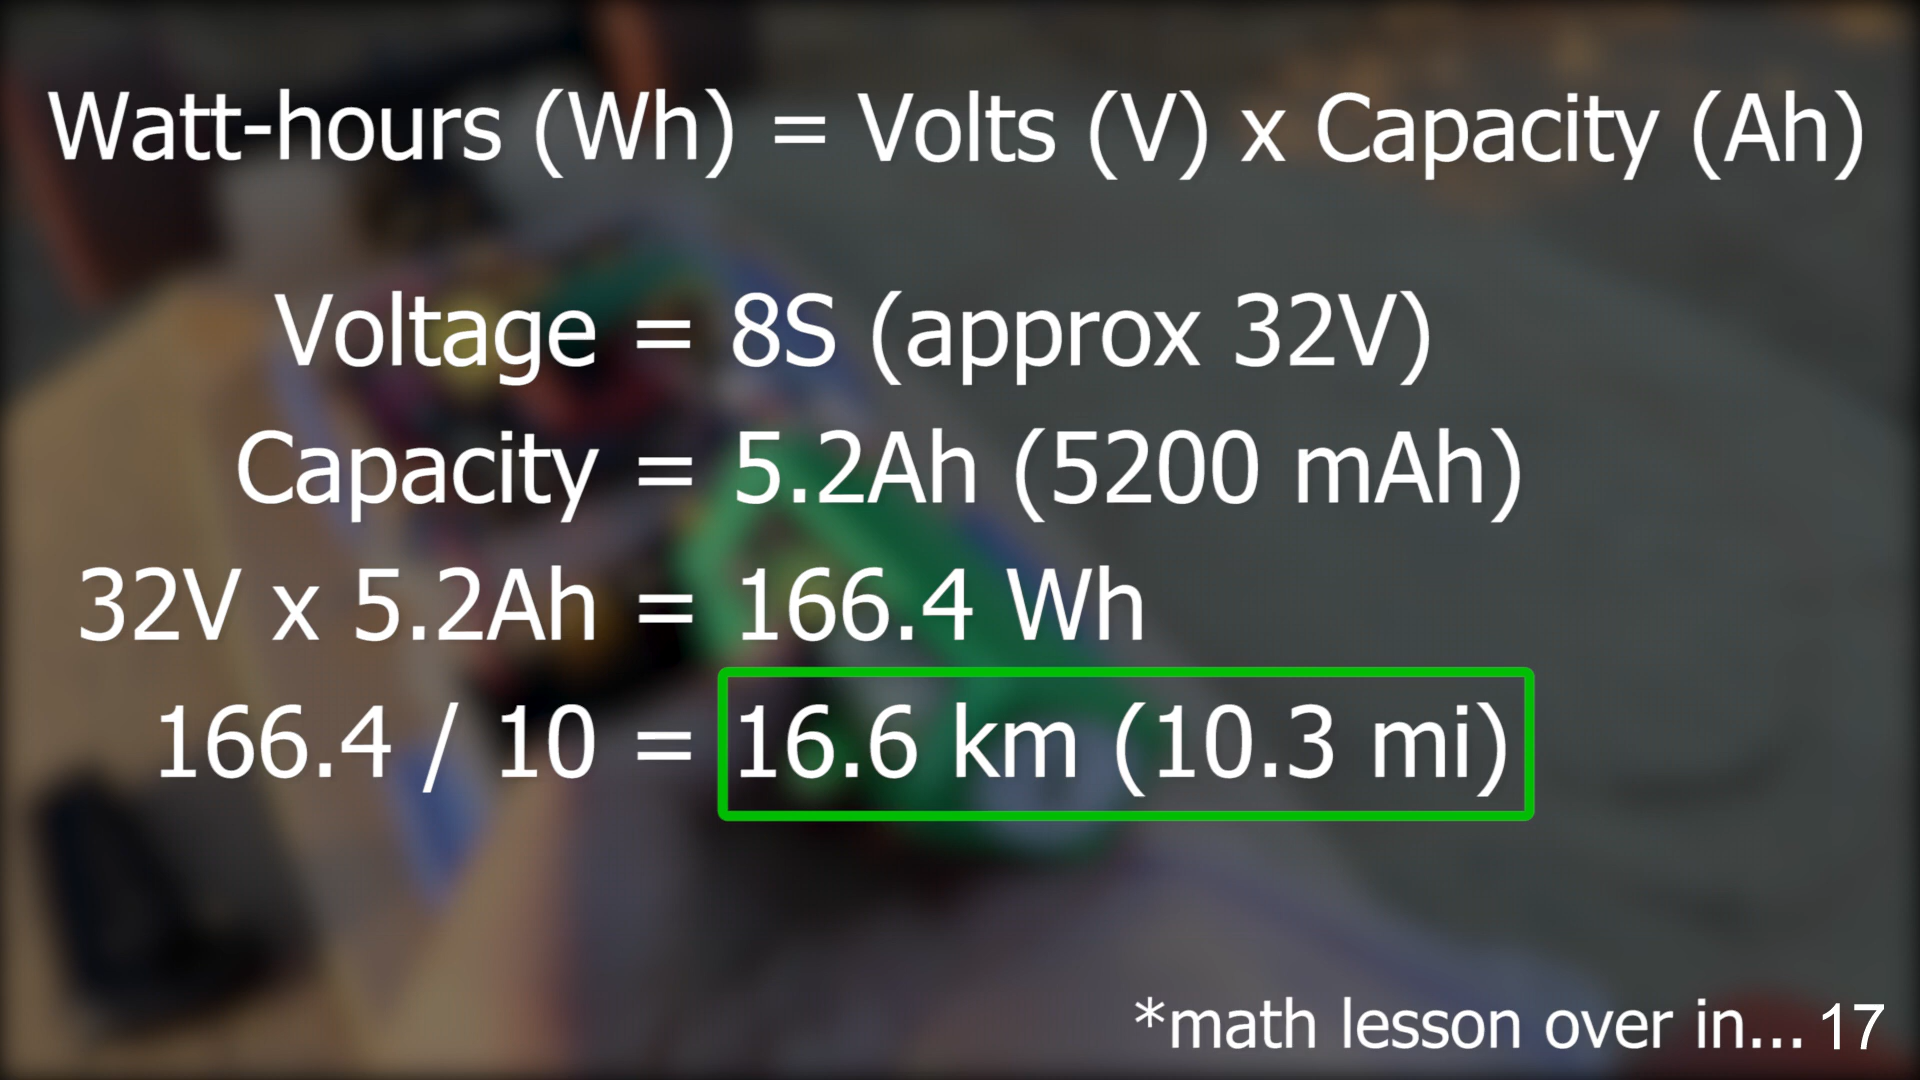 Watt-hours (Wh) = Volts (V) x Capacity (Ah)
Voltage = 8S (approx 32V)
Capacity = 5.2Ah (5200 mAh)
32V x 5.2Ah = 166.4 Wh
166.4 / 10 = 16.6 km (10.3 mi)
*math lesson over in... 17